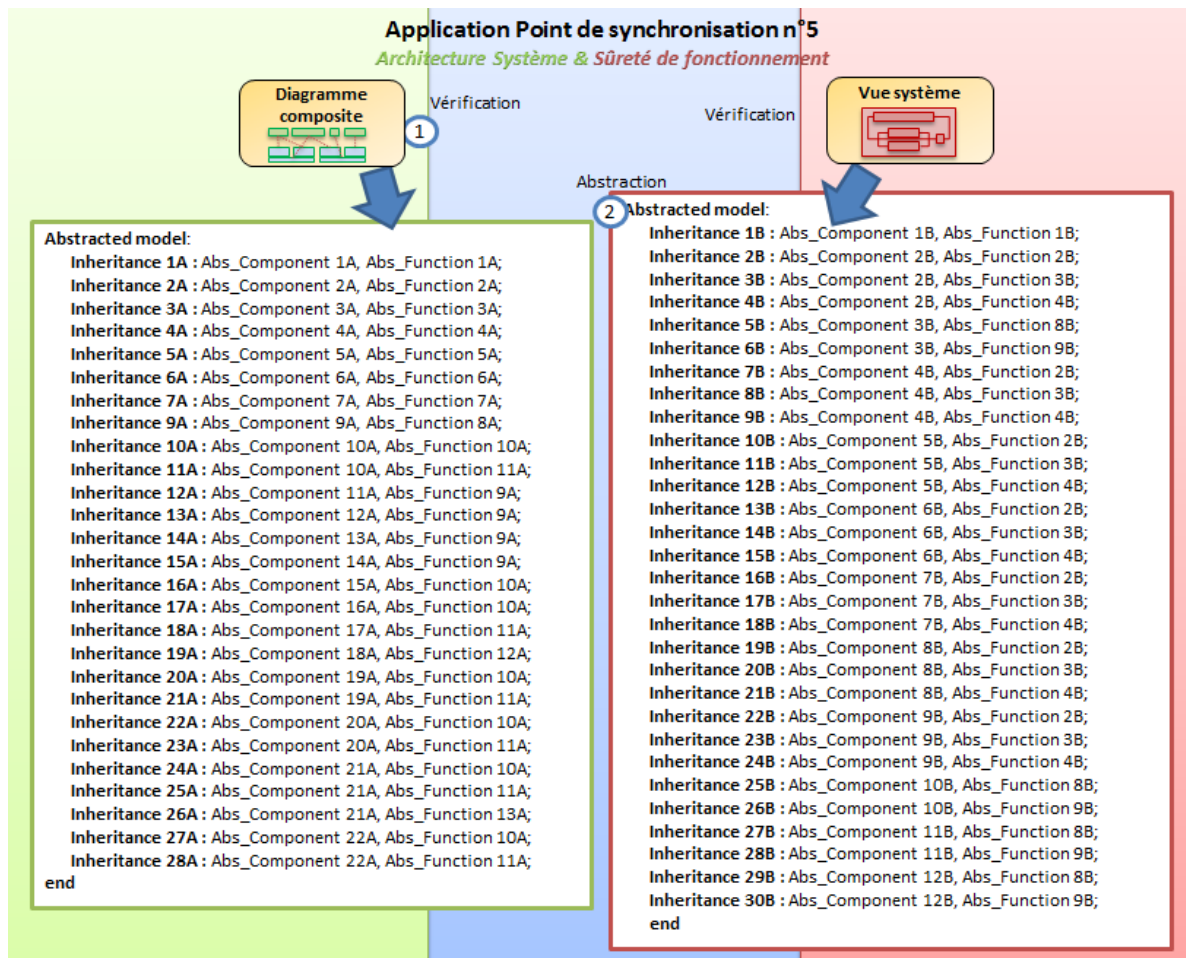 Application Point de synchronisation n°5
Architecture Système & Sûreté de fonctionnement
Diagramme
composite
Vérification
1
Vérification
Vue système
Abstraction
Abstracted model:
Inheritance 1A : Abs_Component 1A, Abs_Function 1A;
Inheritance 2A : Abs_Component 2A, Abs_Function 2A;
Inheritance 3A : Abs_Component 3A, Abs_Function 3A;
Inheritance 4A : Abs_Component 4A, Abs_Function 4A;
Inheritance 5A : Abs_Component 5A, Abs_Function 5A;
Inheritance 6A : Abs_Component 6A, Abs_Function 6A;
Inheritance 7A : Abs_Component 7A, Abs_Function 7A;
Inheritance 9A : Abs_Component 9A, Abs_Function 8A;
Inheritance 10A : Abs_Component 10A, Abs_Function 10A;
Inheritance 11A : Abs_Component 10A, Abs_Function 11A;
Inheritance 12A : Abs_Component 11A, Abs_Function 9A;
Inheritance 13A : Abs_Component 12A, Abs_Function 9A;
Inheritance 14A : Abs_Component 13A, Abs_Function 9A;
Inheritance 15A : Abs_Component 14A, Abs_Function 9A;
Inheritance 16A : Abs_Component 15A, Abs_Function 10A;
Inheritance 17A : Abs_Component 16A, Abs_Function 10A;
Inheritance 18A : Abs_Component 17A, Abs_Function 11A;
Inheritance 19A : Abs_Component 18A, Abs_Function 12A;
Inheritance 20A : Abs_Component 19A, Abs_Function 10A;
Inheritance 21A : Abs_Component 19A, Abs_Function 11A;
Inheritance 22A : Abs_Component 20A, Abs_Function 10A;
Inheritance 23A : Abs_Component 20A, Abs_Function 11A;
Inheritance 24A : Abs_Component 21A, Abs_Function 10A;
Inheritance 25A : Abs_Component 21A, Abs_Function 11A;
Inheritance 26A : Abs_Component 21A, Abs_Function 13A;
Inheritance 27A : Abs_Component 22A, Abs_Function 10A;
Inheritance 28A : Abs_Component 22A, Abs_Function 11A;
end
2
Abstracted model:
Inheritance 1B : Abs_Component 1B, Abs_Function 1B;
Inheritance 2B : Abs_Component 2B, Abs_Function 2B;
Inheritance 3B : Abs_Component 2B, Abs_Function 3B;
Inheritance 4B : Abs_Component 2B, Abs_Function 4B;
Inheritance 5B : Abs_Component 3B, Abs_Function 8B;
Inheritance 6B : Abs_Component 3B, Abs_Function 9B;
Inheritance 7B : Abs_Component 4B, Abs_Function 2B;
Inheritance 8B : Abs_Component 4B, Abs_Function 3B;
Inheritance 9B : Abs_Component 4B, Abs_Function 4B;
Inheritance 10B : Abs_Component 5B, Abs_Function 2B;
Inheritance 11B : Abs_Component 5B, Abs_Function 3B;
Inheritance 12B : Abs_Component 5B, Abs_Function 4B;
Inheritance 13B : Abs_Component 6B, Abs_Function 2B;
Inheritance 14B : Abs_Component 6B, Abs_Function 3B;
Inheritance 15B : Abs_Component 6B, Abs_Function 4B;
Inheritance 16B : Abs_Component 7B, Abs_Function 2B;
Inheritance 17B : Abs_Component 7B, Abs_Function 3B;
Inheritance 18B : Abs_Component 7B, Abs_Function 4B;
Inheritance 19B : Abs_Component 8B, Abs_Function 2B;
Inheritance 20B : Abs_Component 8B, Abs_Function 3B;
Inheritance 21B : Abs_Component 8B, Abs_Function 4B;
Inheritance 22B : Abs_Component 9B, Abs_Function 2B;
Inheritance 23B : Abs_Component 9B, Abs_Function 3B;
Inheritance 24B : Abs_Component 9B, Abs_Function 4B;
Inheritance 25B : Abs_Component 10B, Abs_Function 8B;
Inheritance 26B : Abs_Component 10B, Abs_Function 9B;
Inheritance 27B : Abs_Component 11B, Abs_Function 8B;
Inheritance 28B : Abs_Component 11B, Abs_Function 9B;
Inheritance 29B : Abs_Component 12B, Abs_Function 8B;
Inheritance 30B : Abs_Component 12B, Abs_Function 9B;
end